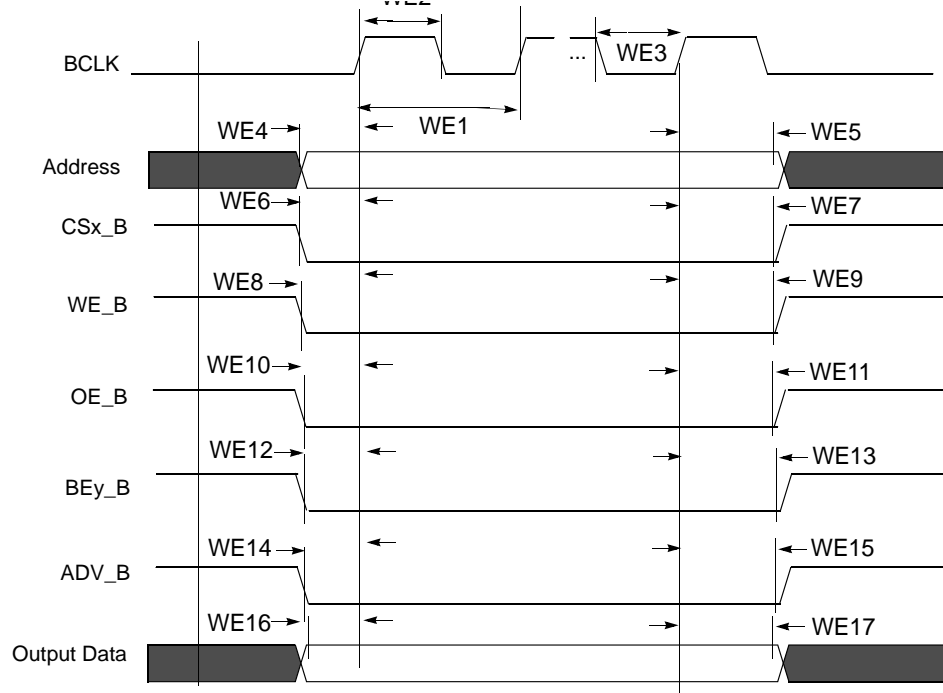 WE2
BCLK
...
WE3
WE4
WE1
WE5
Address
WE6
WE7
CSx_B
WE8
WE9
WE_B
WE10
WE11
OE_B
WE12
WE13
BEy_B
WE14
WE15
ADV_B
WE16
WE17
Output Data